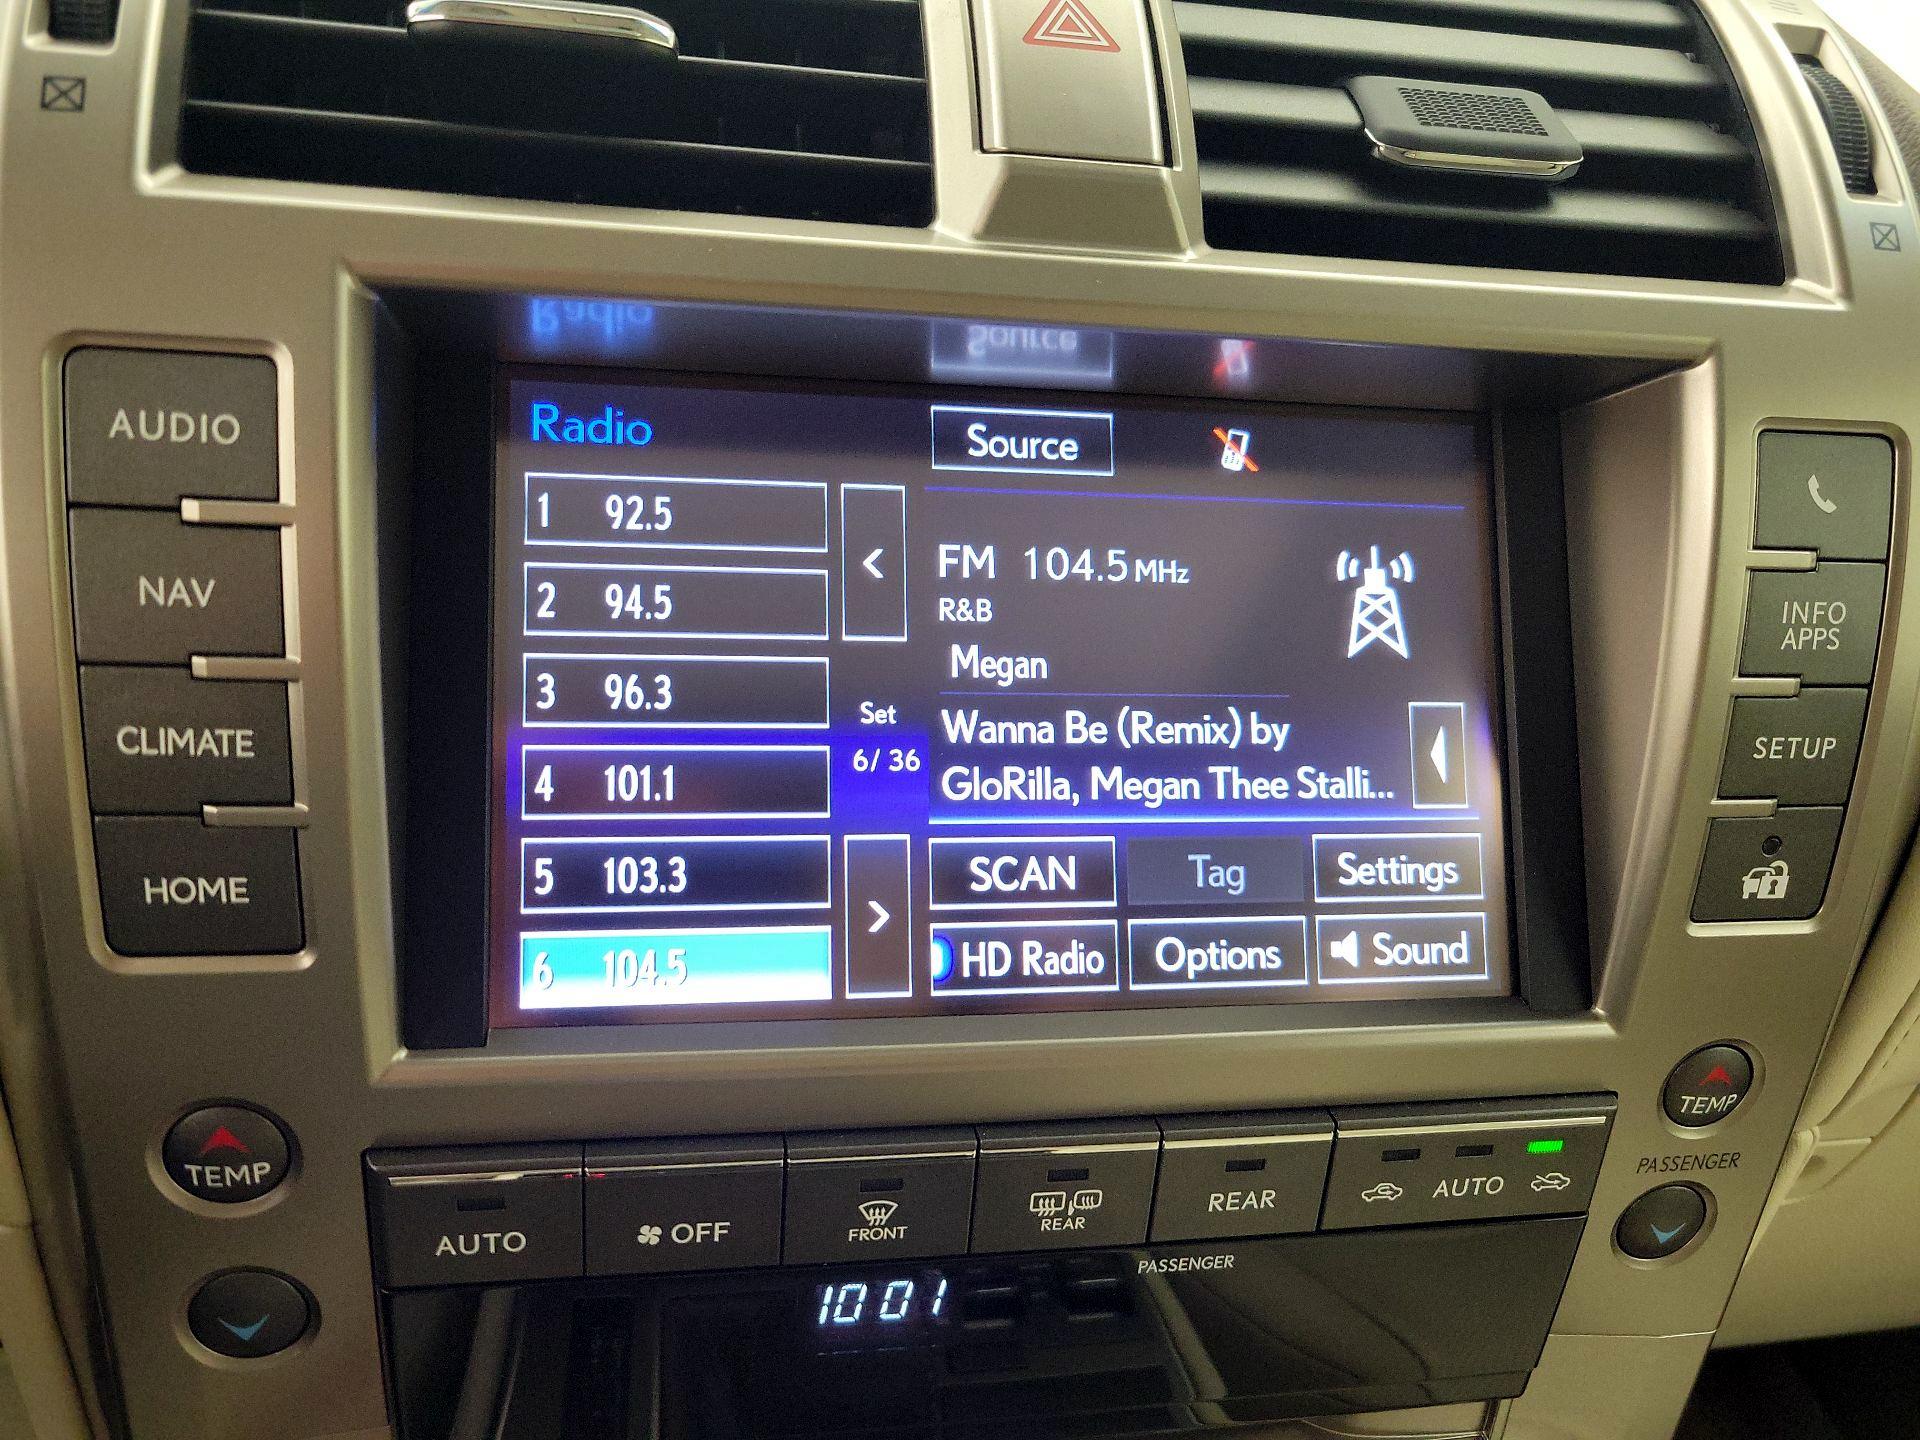 Radio
Source
1 92.5
2 94.5
3 96.3
4 101.1
5 103.3
6 104.5
<
Set
6/ 36
>
FM 104.5 MHz
R&B
Megan
Wanna Be (Remix) by
GloRilla, Megan Thee Stalli...
SCAN
Tag
Settings
HD Radio
Options
Sound
AUDIO
NAV
CLIMATE
HOME
INFO
APPS
SETUP
TEMP
TEMP
PASSENGER
AUTO
OFF
FRONT
REAR
REAR
AUTO
PASSENGER
10 01